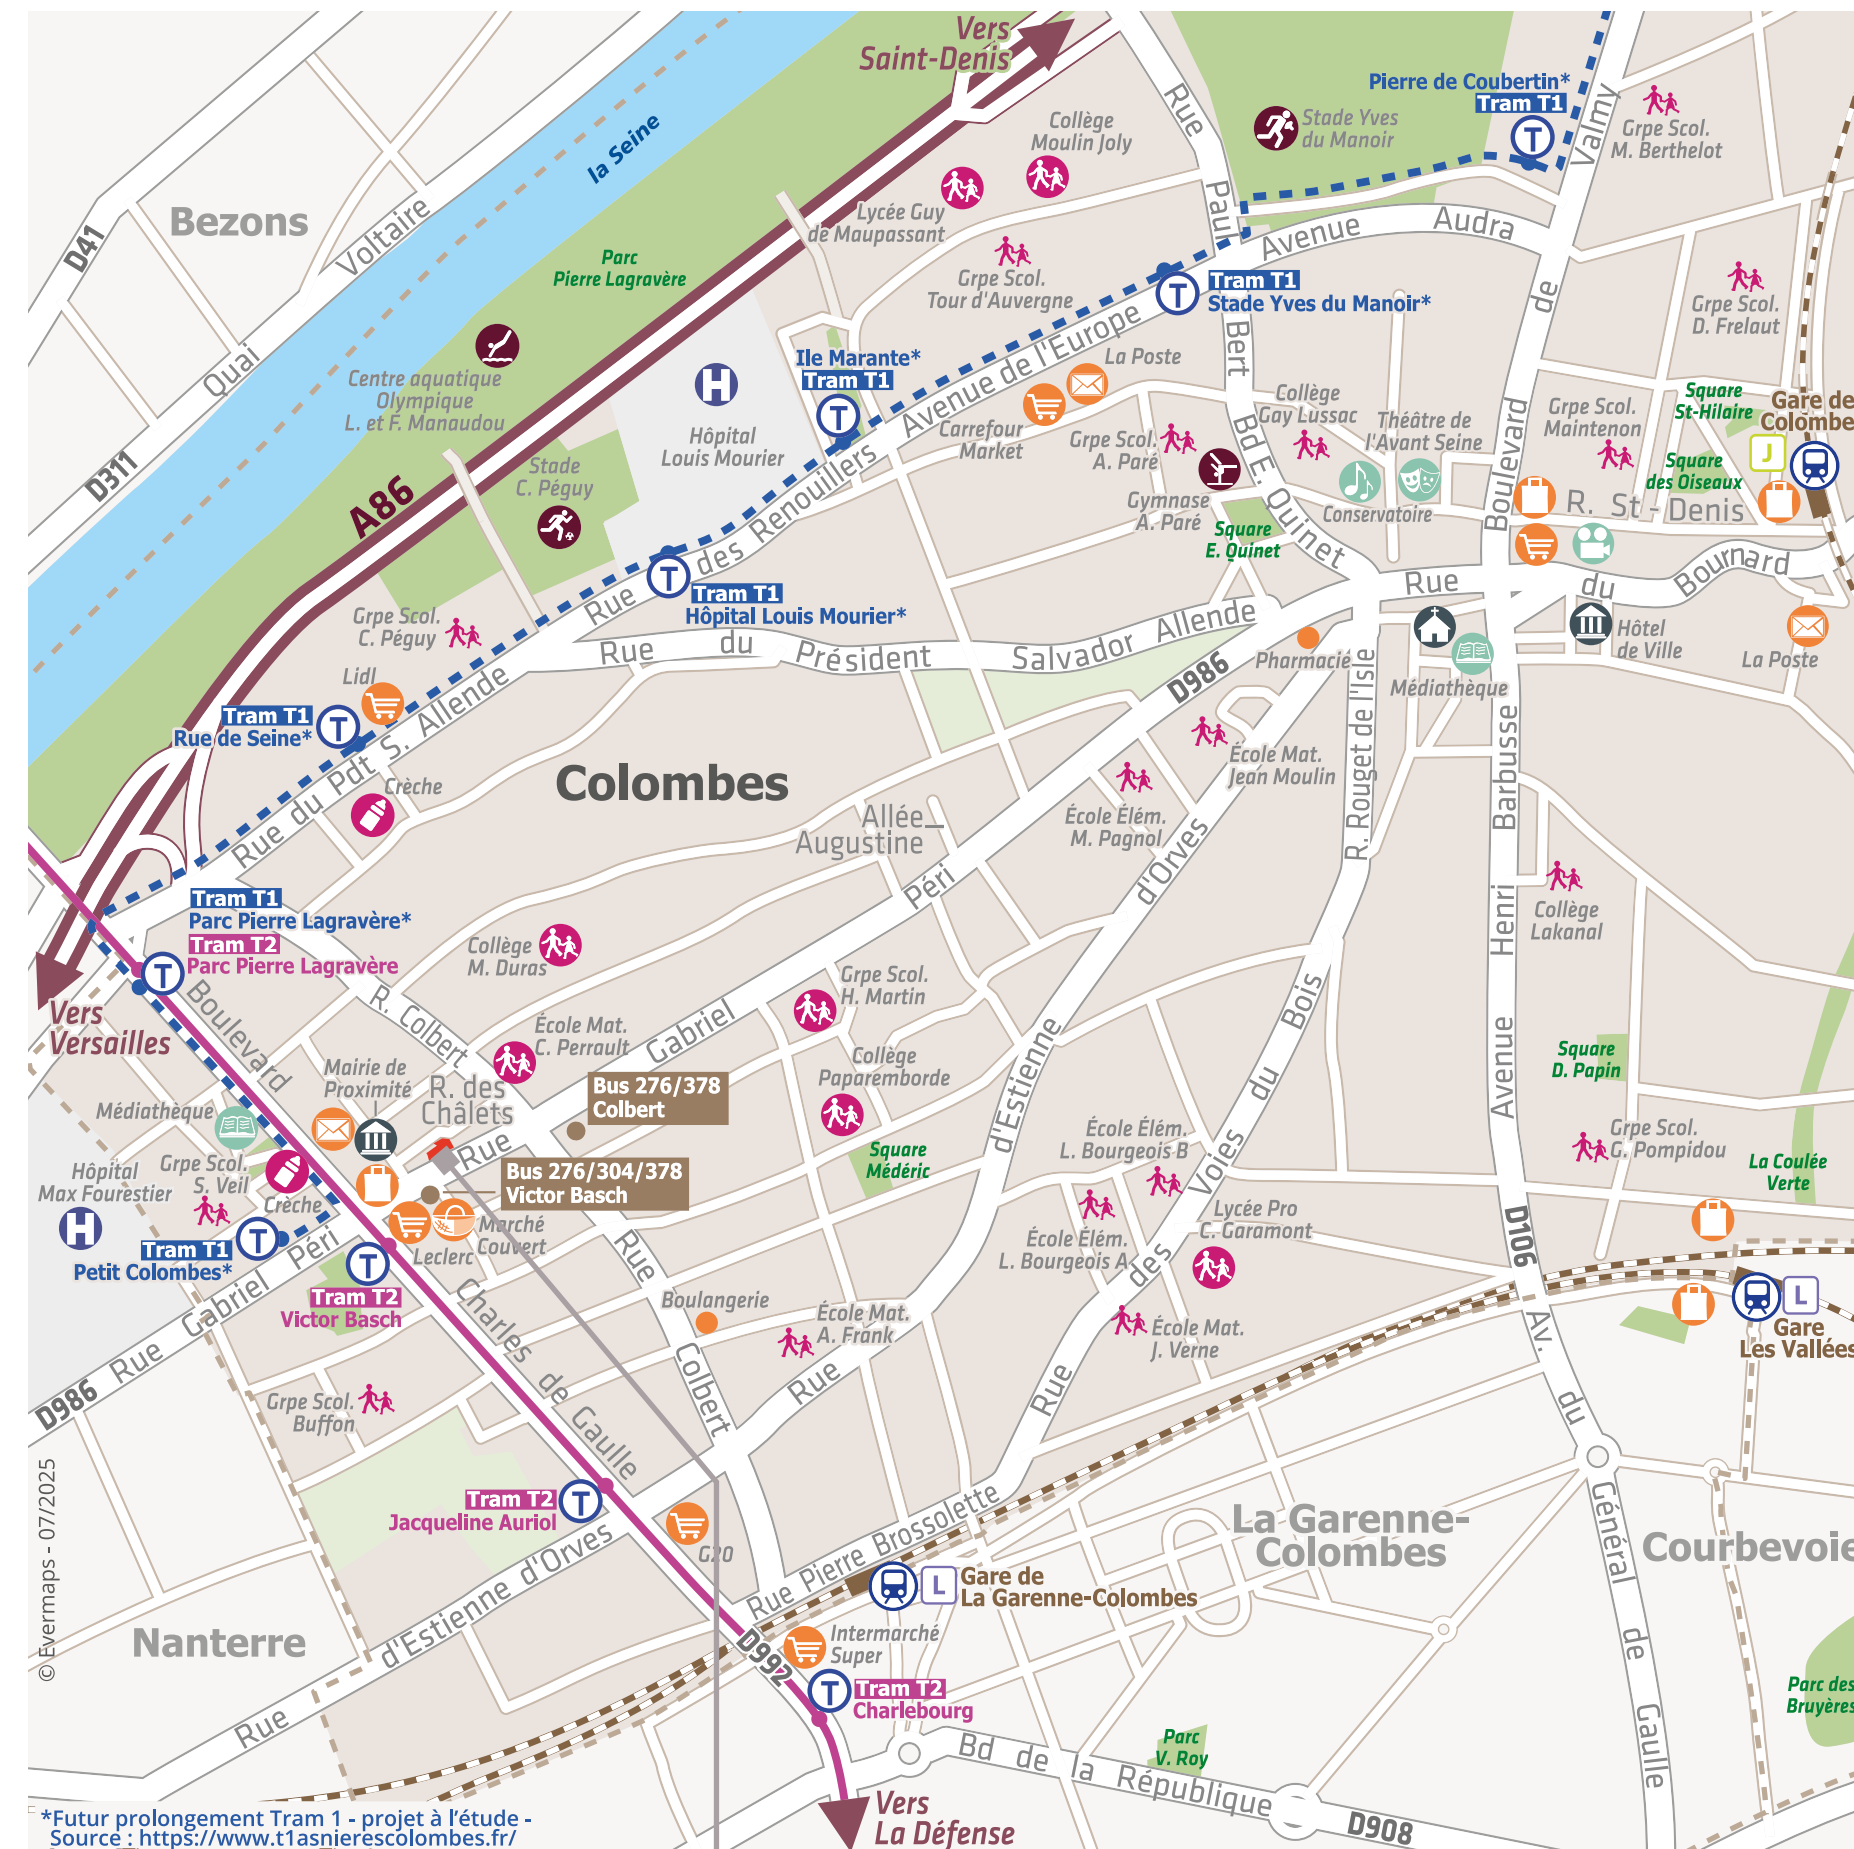 Vers
Saint-Denis
Pierre de Coubertin*
Tram T1
Collège
Moulin Joly
Stade Yves
du Manoir
Grpe Scol.
M. Berthelot
la Seine
Rue
Paul
Bert
Valmy
de
Boulevard
Bezons
D41
Quai
Voltaire
D311
Lycée Guy
de Maupassant
Avenue
Audra
Parc
Pierre Lagravère
Grpe Scol.
Tour d'Auvergne
Tram T1
Stade Yves du Manoir*
Grpe Scol.
D. Frelaut
Centre aquatique
Olympique
L. et F. Manaudou
Ile Marante*
Tram T1
Avenue de l'Europe
La Poste
Carrefour
Market
Hôpital
Louis Mourier
Stade
C. Péguy
A86
Collège
Gay Lussac
Théâtre de
l'Avant Seine
Grpe Scol.
Maintenon
Square
St-Hilaire
Gare de
Colombe
J
Grpe Scol.
A. Paré
Bd E. Quinet
Gymnase
A. Paré
Square
E. Quinet
Conservatoire
Square
des Oiseaux
R. St-Denis
Rue des Renouillers
Tram T1
Hôpital Louis Mourier*
Rue du Bournard
Grpe Scol.
C. Péguy
Rue du Président Salvador Allende
Pharmacie
Médiathèque
Hôtel
de Ville
La Poste
Lidl
Tram T1
Rue de Seine*
Rue du Pdt S. Allende
Crèche
D986
R. Rouget de l'Isle
École Mat.
Jean Moulin
École Élém.
M. Pagnol
Colombes
Allée
Augustine
Avenue Henri Barbusse
Collège
Lakanal
Tram T1
Parc Pierre Lagravère*
Tram T2
Parc Pierre Lagravère
Vers
Versailles
Boulevard
Charles
de
Gaulle
R. Colbert
Collège
M. Duras
Rue
Gabriel
Péri
École Mat.
C. Perrault
Grpe Scol.
H. Martin
Collège
Paparemborde
Mairie de
Proximité
R. des
Châlets
Bus 276/378
Colbert
Bus 276/304/378
Victor Basch
Médiathèque
Hôpital
Max Fourestier
Grpe Scol.
S. Veil
Crèche
Tram T1
Petit Colombes*
Tram T2
Victor Basch
Leclerc
Marché
Couvert
Square
Médéric
École Élém.
L. Bourgeois B
École Élém.
L. Bourgeois A
Lycée Pro
C. Garamont
Square
D. Papin
Grpe Scol.
G. Pompidou
La Coulée
Verte
D106
L
Gare
Les Vallées
Rue
Colbert
Boulangerie
École Mat.
A. Frank
École Mat.
J. Verne
Rue
d'Estienne
d'Orves
Rue
des
Voies
du
Bois
D986
Rue
Gabriel Péri
Grpe Scol.
Buffon
Tram T2
Jacqueline Auriol
G20
Rue Pierre Brossolette
L
Gare de
La Garenne-Colombes
La Garenne-
Colombes
Courbevoie
Av.
du
Général
de
Gaulle
Nanterre
Rue
d'Estienne d'Orves
D992
Intermarché
Super
Tram T2
Charlebourg
Parc
V. Roy
Parc des
Bruyères
Bd de la République
D908
Vers
La Défense
© Evermaps - 07/2025
*Futur prolongement Tram 1 - projet à l'étude -
Source : https://www.t1asnierescolombes.fr/